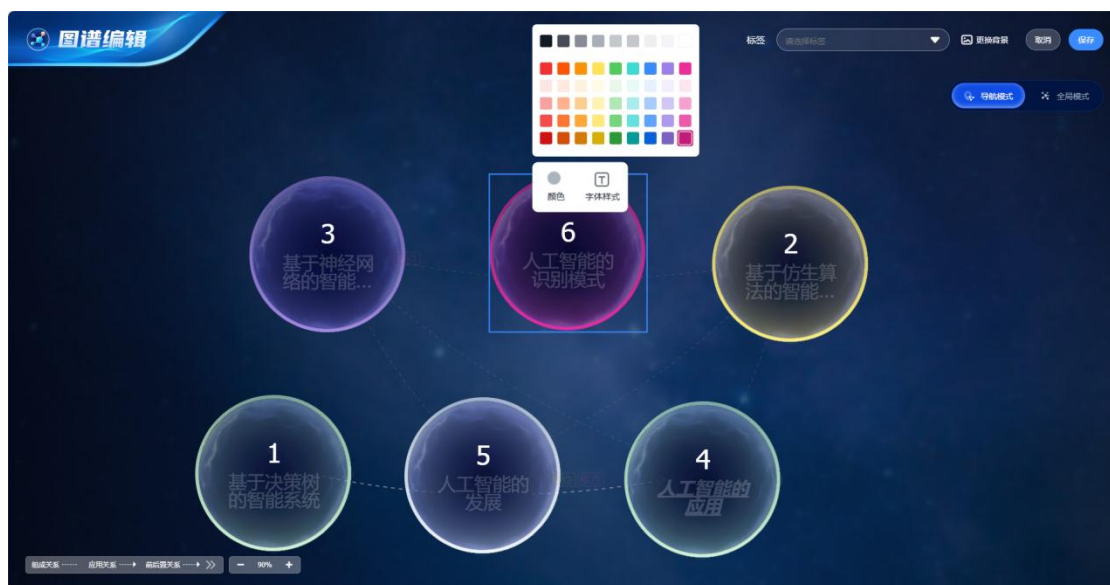 图谱编辑
标签
请选择标签
更换背景
取消
保存
导航模式
全局模式
颜色
字体样式
3
基于神经网
络的智能...
6
人工智能的
识别模式
2
基于仿生算
法的智能...
1
基于决策树
的智能系统
5
人工智能的
发展
4
人工智能的
应用
组成关系
应用关系
前后置关系
90%